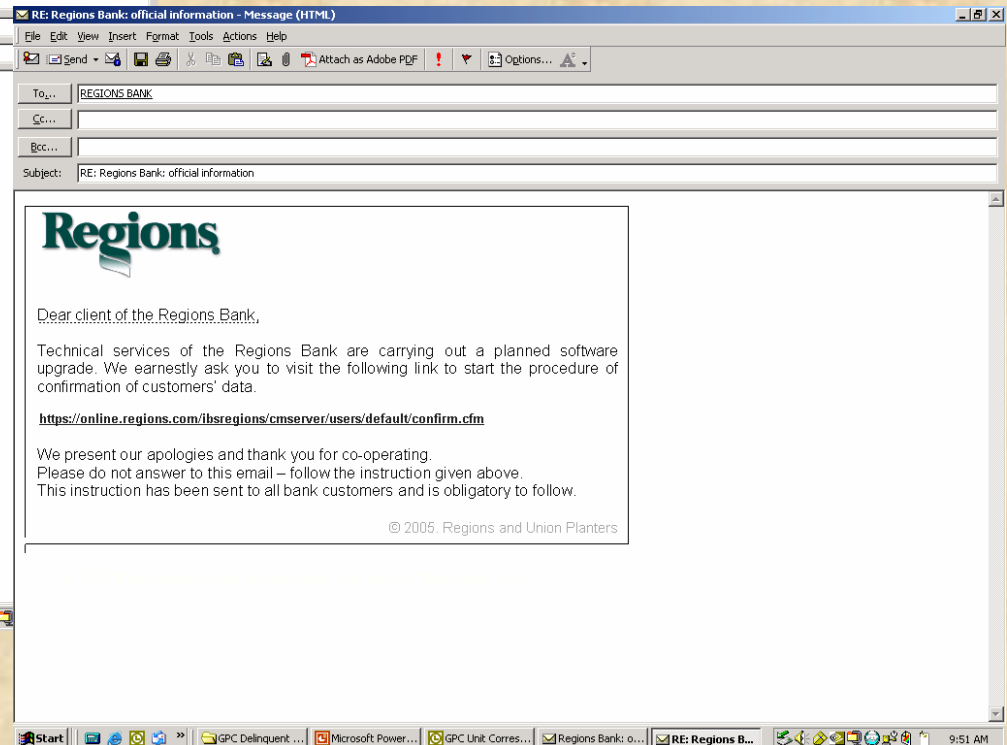 RE: Regions Bank: official information - Message (HTML)
File Edit View Insert Format Tools Actions Help
Send Attach as Adobe PDF ! Options... A
To... REGIONS BANK
Cc...
Bcc...
Subject: RE: Regions Bank: official information
Regions
Dear client of the Regions Bank,
Technical services of the Regions Bank are carrying out a planned software
upgrade. We earnestly ask you to visit the following link to start the procedure of
confirmation of customers' data.
https://online.regions.com/ibsregions/cmserver/users/default/confirm.cfm
We present our apologies and thank you for co-operating.
Please do not answer to this email – follow the instruction given above.
This instruction has been sent to all bank customers and is obligatory to follow.
© 2005. Regions and Union Planters
Start » GPC Delinquent ... Microsoft Power... GPC Unit Corres... Regions Bank: o... RE: Regions B... 9:51 AM